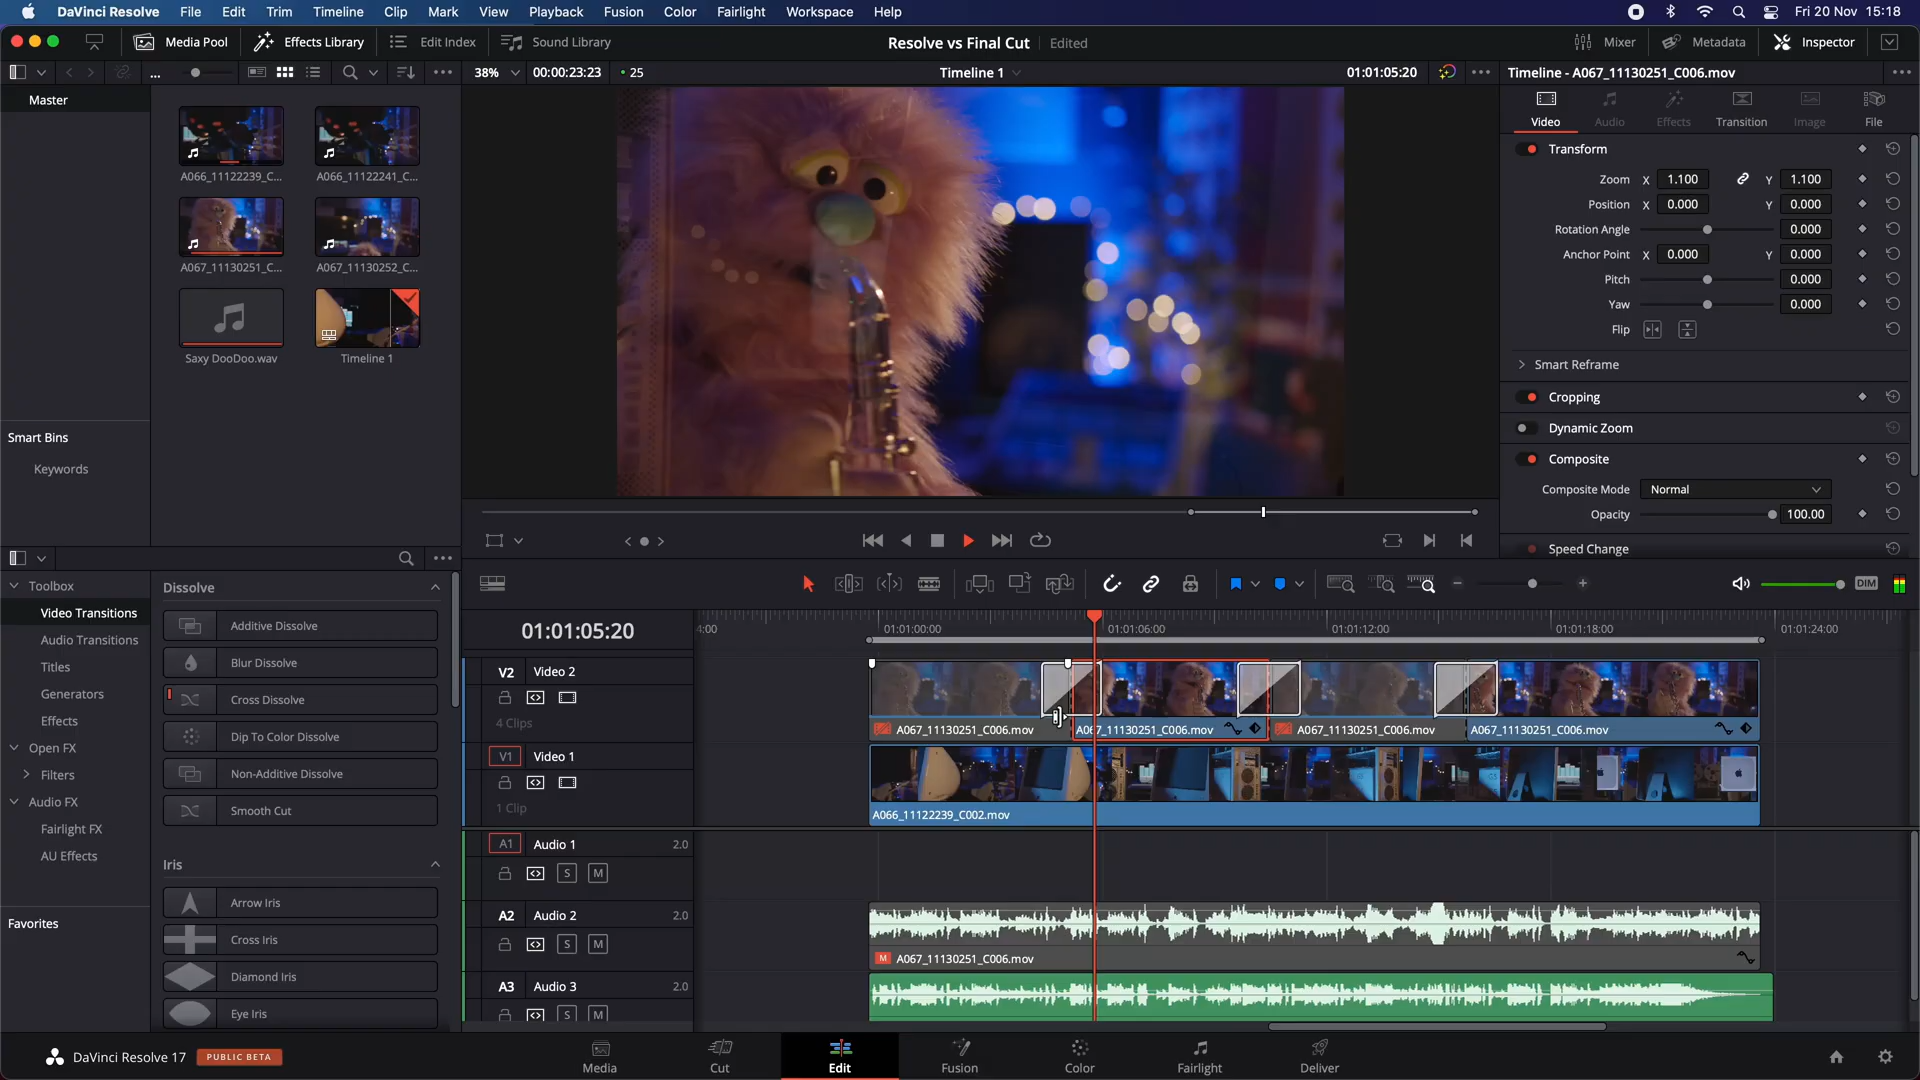 DaVinci Resolve File Edit Trim Timeline Clip Mark View Playback Fusion Color Fairlight Workspace Help Fri 20 Nov 15:18
Media Pool Effects Library Edit Index Sound Library Resolve vs Final Cut Edited Mixer Metadata Inspector
... 38% 00:00:23:23 25 Timeline 1 01:01:05:20 Timeline - A067_11130251_C006.mov
Master
Video Audio Effects Transition Image File
Transform
A066_11122239_C... A066_11122241_C...
Zoom X 1.100 Y 1.100
Position X 0.000 Y 0.000
Rotation Angle 0.000
Anchor Point X 0.000 Y 0.000
A067_11130251_C... A067_11130252_C...
Pitch 0.000
Yaw 0.000
Flip
Saxy DooDoo.wav Timeline 1
Smart Reframe
Cropping
Dynamic Zoom
Smart Bins
Composite
Keywords
Composite Mode Normal
Opacity 100.00
Speed Change
Toolbox
Dissolve
DIM
Video Transitions
Additive Dissolve
Audio Transitions
Blur Dissolve
Titles
Generators
Cross Dissolve
Effects
Dip To Color Dissolve
Open FX
Filters
Non-Additive Dissolve
Audio FX
Smooth Cut
Fairlight FX
AU Effects
Iris
Arrow Iris
Favorites
Cross Iris
Diamond Iris
Eye Iris
01:01:05:20 4:00 01:01:00:00 01:01:06:00 01:01:12:00 01:01:18:00 01:01:24:00
V2 Video 2
4 Clips
A067_11130251_C006.mov A067_11130251_C006.mov A067_11130251_C006.mov A067_11130251_C006.mov
V1 Video 1
1 Clip
A066_11122239_C002.mov
A1 Audio 1 2.0
S M
A2 Audio 2 2.0
S M
M A067_11130251_C006.mov
A3 Audio 3 2.0
S M
DaVinci Resolve 17 PUBLIC BETA Media Cut Edit Fusion Color Fairlight Deliver